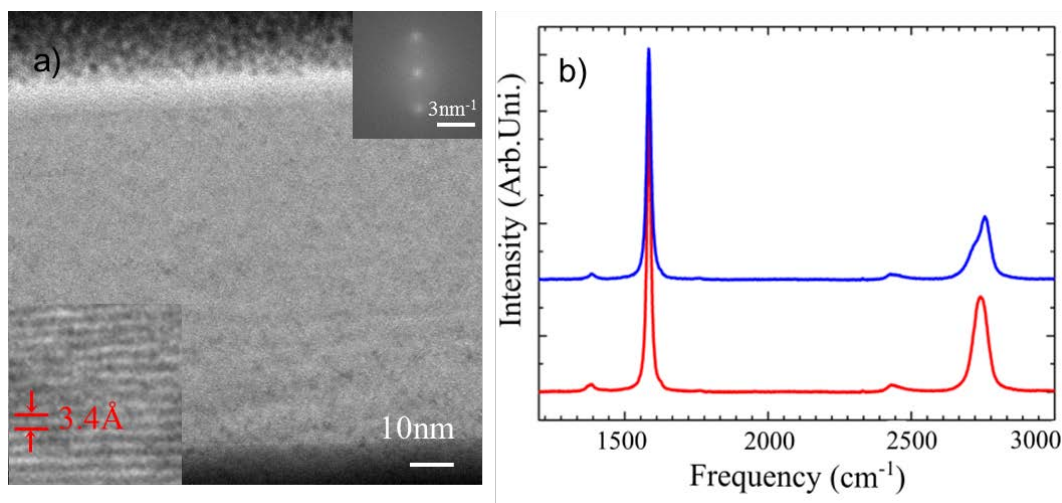 a)
3nm⁻¹
3.4Å
10nm
b)
Intensity (Arb.Uni.)
1500 2000 2500 3000
Frequency (cm⁻¹)